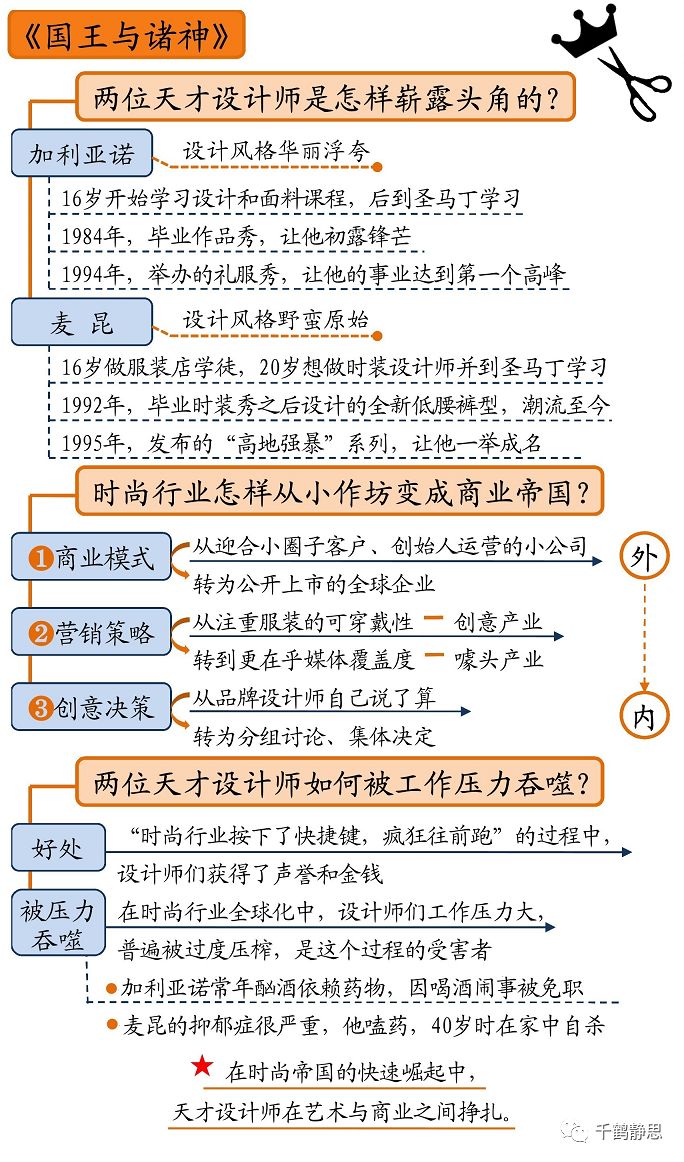 《国王与诸神》
两位天才设计师是怎样崭露头角的？
加利亚诺
设计风格华丽浮夸
16岁开始学习设计和面料课程，后到圣马丁学习
1984年，毕业作品秀，让他初露锋芒
1994年，举办的礼服秀，让他的事业达到第一个高峰
麦昆
设计风格野蛮原始
16岁做服装店学徒，20岁想做时装设计师并到圣马丁学习
1992年，毕业时装秀之后设计的全新低腰裤型，潮流至今
1995年，发布的“高地强暴”系列，让他一举成名
时尚行业怎样从小作坊变成商业帝国？
❶商业模式
从迎合小圈子客户、创始人运营的小公司
转为公开上市的全球企业
❷营销策略
从注重服装的可穿戴性 — 创意产业
转到更在乎媒体覆盖度 — 噱头产业
❸创意决策
从品牌设计师自己说了算
转为分组讨论、集体决定
外
内
两位天才设计师如何被工作压力吞噬？
好处
“时尚行业按下了快捷键，疯狂往前跑”的过程中，
设计师们获得了声誉和金钱
被压力
吞噬
在时尚行业全球化中，设计师们工作压力大，
普遍被过度压榨，是这个过程的受害者
加利亚诺常年酗酒依赖药物，因喝酒闹事被免职
麦昆的抑郁症很严重，他嗑药，40岁时在家中自杀
★ 在时尚帝国的快速崛起中，
天才设计师在艺术与商业之间挣扎。
千鹤静思